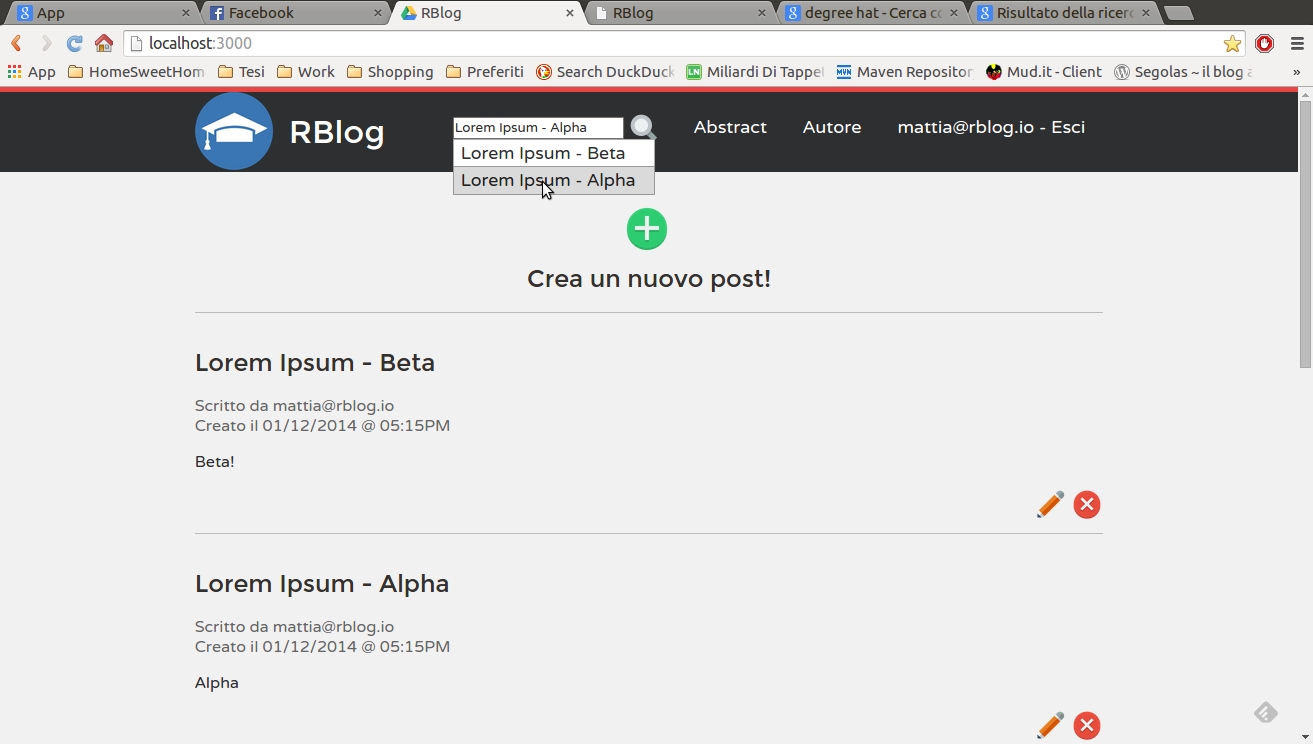 App Facebook RBlog RBlog degree hat - Cerca c Risultato della ricerc
localhost:3000
App HomeSweetHom Tesi Work Shopping Preferiti Search DuckDuck LN Miliardi Di Tappet MVN Maven Repositor Mud.it - Client Segolas ~ il blog a »
RBlog Lorem Ipsum - Alpha Abstract Autore mattia@rblog.io - Esci
Lorem Ipsum - Beta
Lorem Ipsum - Alpha
Crea un nuovo post!
Lorem Ipsum - Beta
Scritto da mattia@rblog.io
Creato il 01/12/2014 @ 05:15PM
Beta!
Lorem Ipsum - Alpha
Scritto da mattia@rblog.io
Creato il 01/12/2014 @ 05:15PM
Alpha